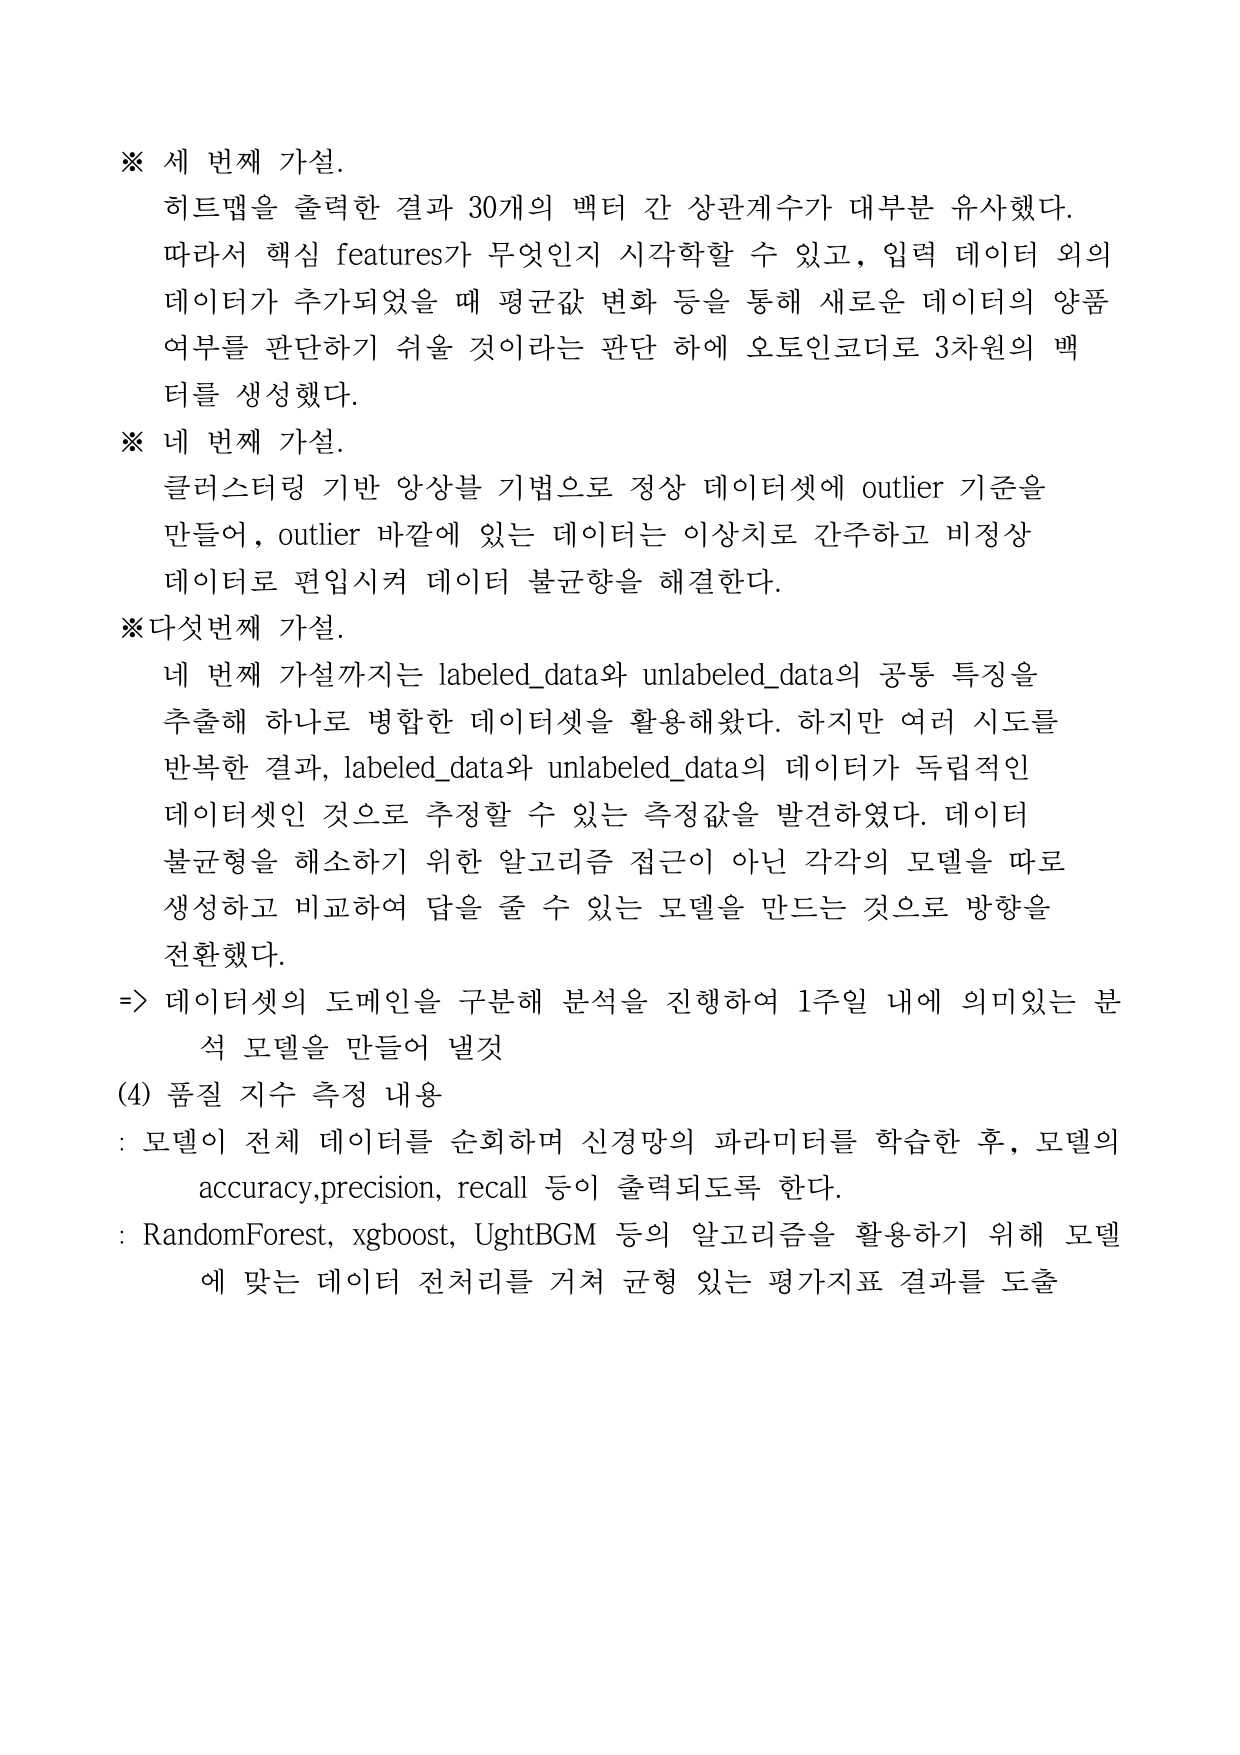 ※ 세 번째 가설.
히트맵을 출력한 결과 30개의 백터 간 상관계수가 대부분 유사했다.
따라서 핵심 features가 무엇인지 시각학할 수 있고, 입력 데이터 외의
데이터가 추가되었을 때 평균값 변화 등을 통해 새로운 데이터의 양품
여부를 판단하기 쉬울 것이라는 판단 하에 오토인코더로 3차원의 백
터를 생성했다.
※ 네 번째 가설.
클러스터링 기반 앙상블 기법으로 정상 데이터셋에 outlier 기준을
만들어, outlier 바깥에 있는 데이터는 이상치로 간주하고 비정상
데이터로 편입시켜 데이터 불균향을 해결한다.
※다섯번째 가설.
네 번째 가설까지는 labeled_data와 unlabeled_data의 공통 특징을
추출해 하나로 병합한 데이터셋을 활용해왔다. 하지만 여러 시도를
반복한 결과, labeled_data와 unlabeled_data의 데이터가 독립적인
데이터셋인 것으로 추정할 수 있는 측정값을 발견하였다. 데이터
불균형을 해소하기 위한 알고리즘 접근이 아닌 각각의 모델을 따로
생성하고 비교하여 답을 줄 수 있는 모델을 만드는 것으로 방향을
전환했다.
=> 데이터셋의 도메인을 구분해 분석을 진행하여 1주일 내에 의미있는 분
석 모델을 만들어 낼것
(4) 품질 지수 측정 내용
: 모델이 전체 데이터를 순회하며 신경망의 파라미터를 학습한 후, 모델의
accuracy,precision, recall 등이 출력되도록 한다.
: RandomForest, xgboost, UghtBGM 등의 알고리즘을 활용하기 위해 모델
에 맞는 데이터 전처리를 거쳐 균형 있는 평가지표 결과를 도출